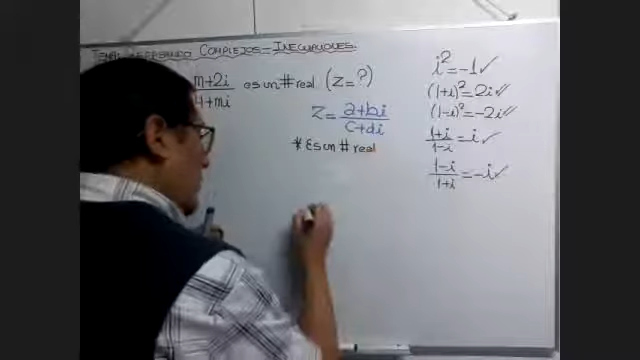 Tema: Repasando Complejos - Inecuaciones.
m+2i
4+mi
es un # real (z=?)
z = a+bi
c+di
* Es un # real
i²=-1 ✓
(1+i)²=2i ✓
(1-i)²=-2i ✓
1+i
1-i = i ✓
1-i
1+i = -i ✓